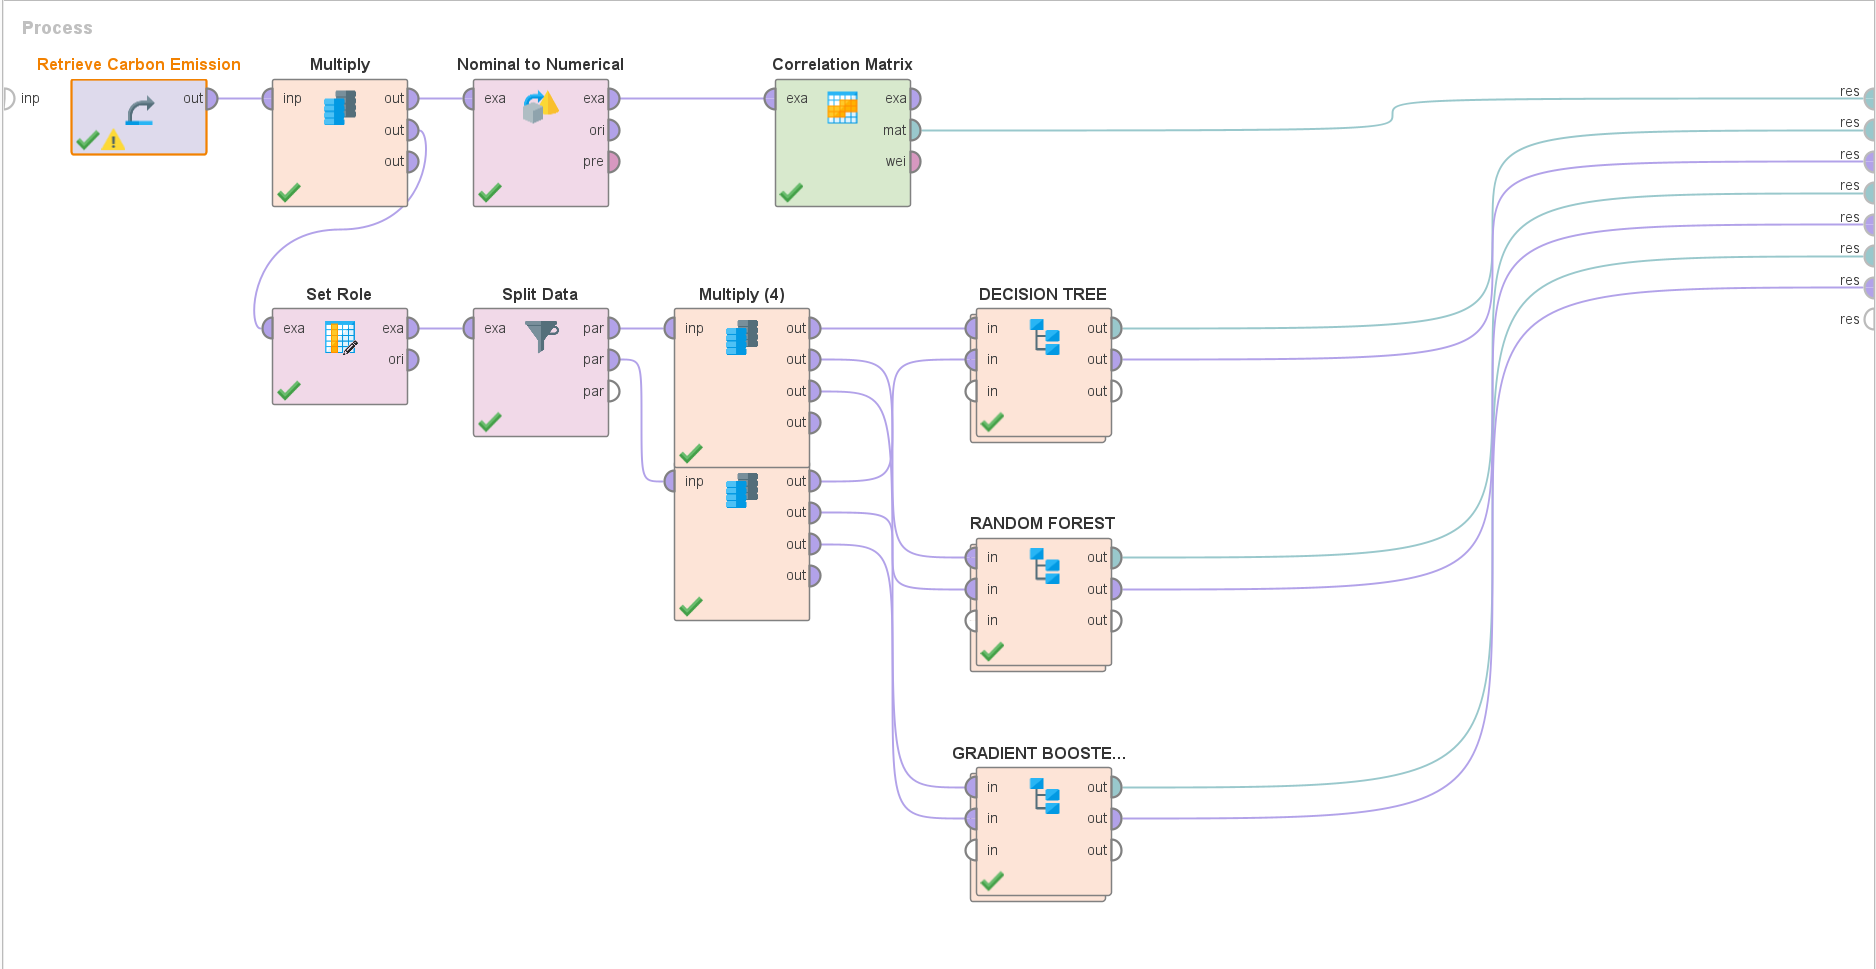 Process
Retrieve Carbon Emission
Multiply
Nominal to Numerical
Correlation Matrix
inp
out
inp
out
out
out
exa
exa
ori
pre
exa
exa
mat
wei
res
res
res
res
res
res
res
res
Set Role
Split Data
Multiply (4)
DECISION TREE
exa
exa
ori
exa
par
par
par
inp
out
out
out
out
inp
out
out
out
out
in
out
in
out
in
out
RANDOM FOREST
in
out
in
out
in
out
GRADIENT BOOSTE...
in
out
in
out
in
out